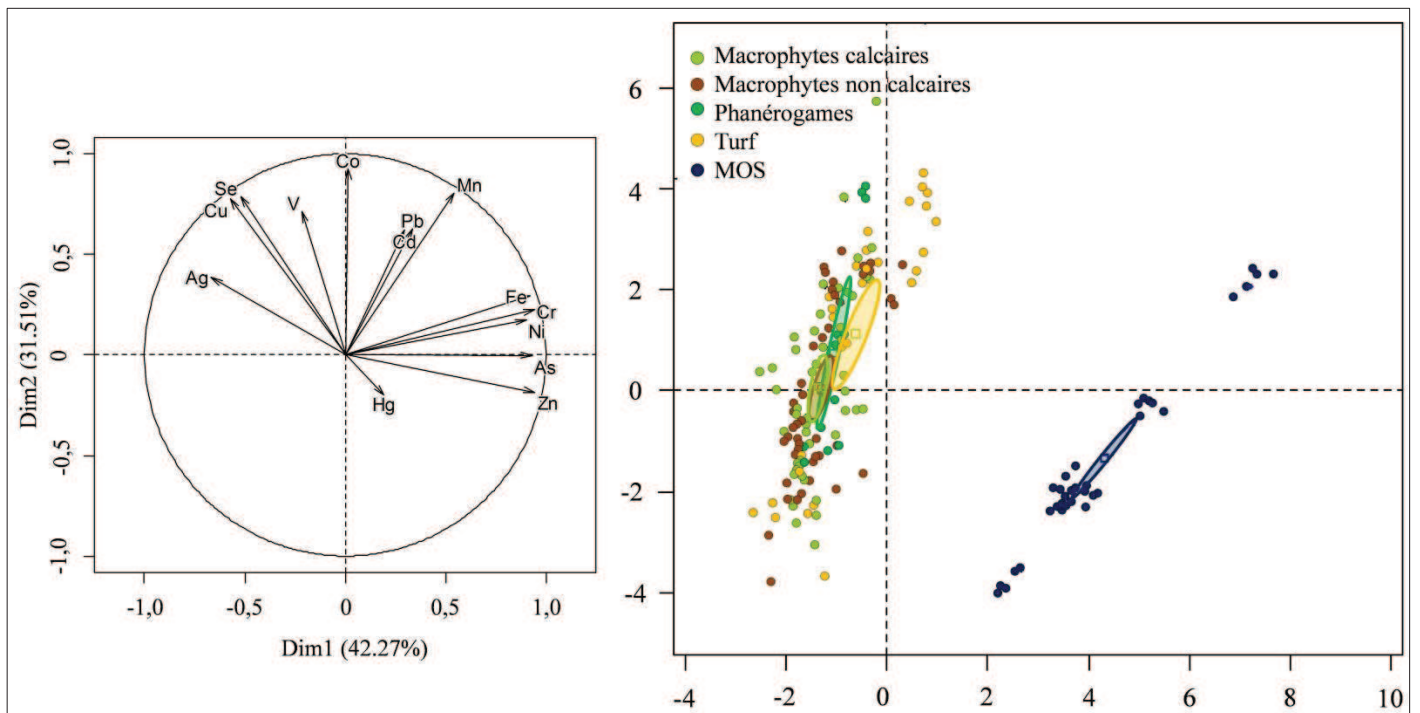 1,0
0,5
0
-0,5
-1,0
Dim2 (31.51%)
Co
Mn
Se
Cu
V
Pb
Cd
Ag
Fe
Cr
Ni
As
Zn
Hg
-1,0 -0,5 0 0,5 1,0
Dim1 (42.27%)
Macrophytes calcaires
Macrophytes non calcaires
Phanérogames
Turf
MOS
6
4
2
0
-2
-4
-4 -2 0 2 4 6 8 10